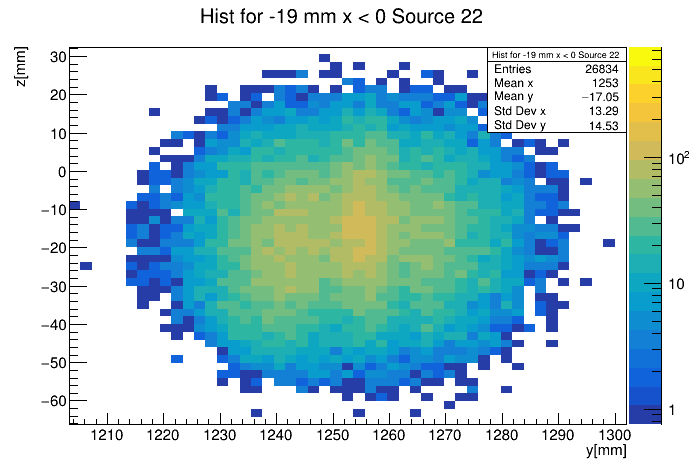 Hist for -19 mm x < 0 Source 22
z[mm]
30
20
10
0
−10
−20
−30
−40
−50
−60
Hist for -19 mm x < 0 Source 22
Entries 26834
Mean x 1253
Mean y −17.05
Std Dev x 13.29
Std Dev y 14.53
10²
10
1
1210 1220 1230 1240 1250 1260 1270 1280 1290 1300
y[mm]